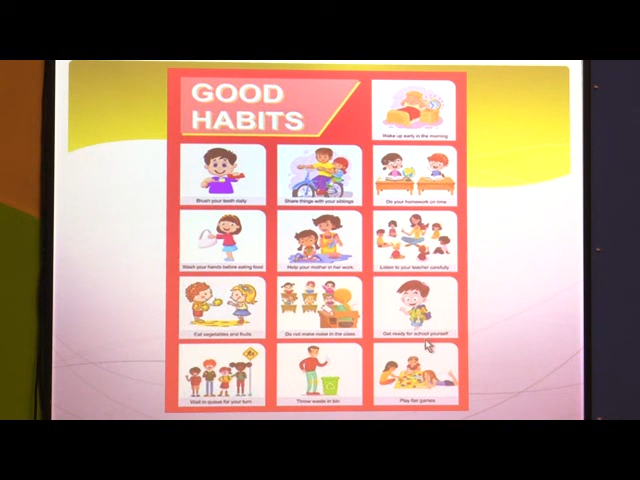 GOOD
HABITS
Wake up early in the morning
Brush your teeth daily
Share things with your siblings
Do your homework on time
Wash your hands before eating food
Help your mother in her work
Listen to your teacher carefully
Eat vegetables and fruits
Do not make noise in the class
Get ready for school yourself
Wait in queue for your turn
Throw waste in bin
Play fair games